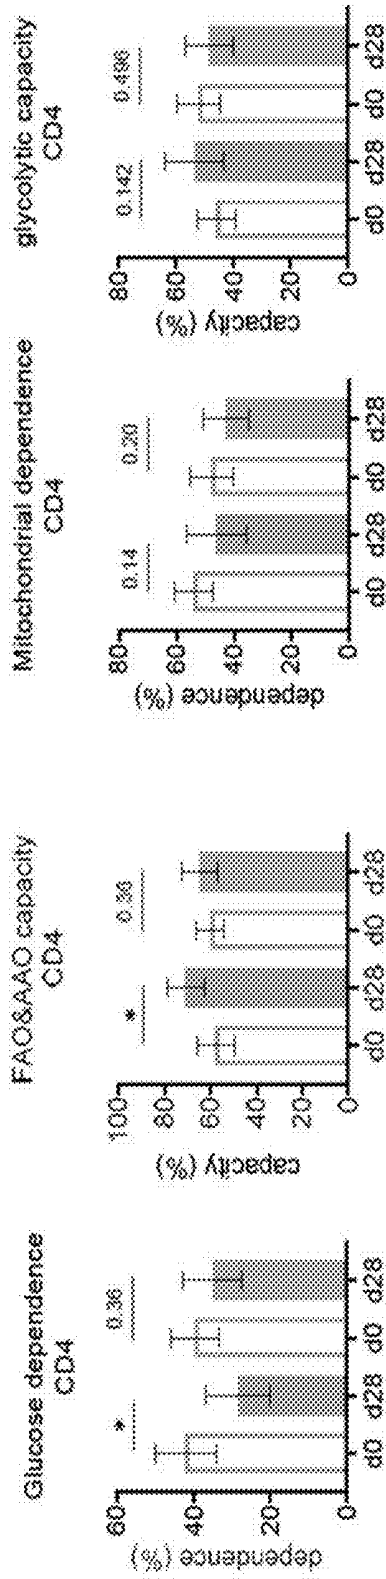 Glucose dependence
CD4
dependence (%)
60
40
20
0
*
0.36
d0
d28
d0
d28
FAO&AAO capacity
CD4
capacity (%)
100
80
60
40
20
0
*
d0
d28
d0
d28
Mitochondrial dependence
CD4
dependence (%)
80
60
40
20
0
0.14
0.20
d0
d28
d0
d28
glycolytic capacity
CD4
capacity (%)
80
60
40
20
0
0.142
0.496
d0
d28
d0
d28